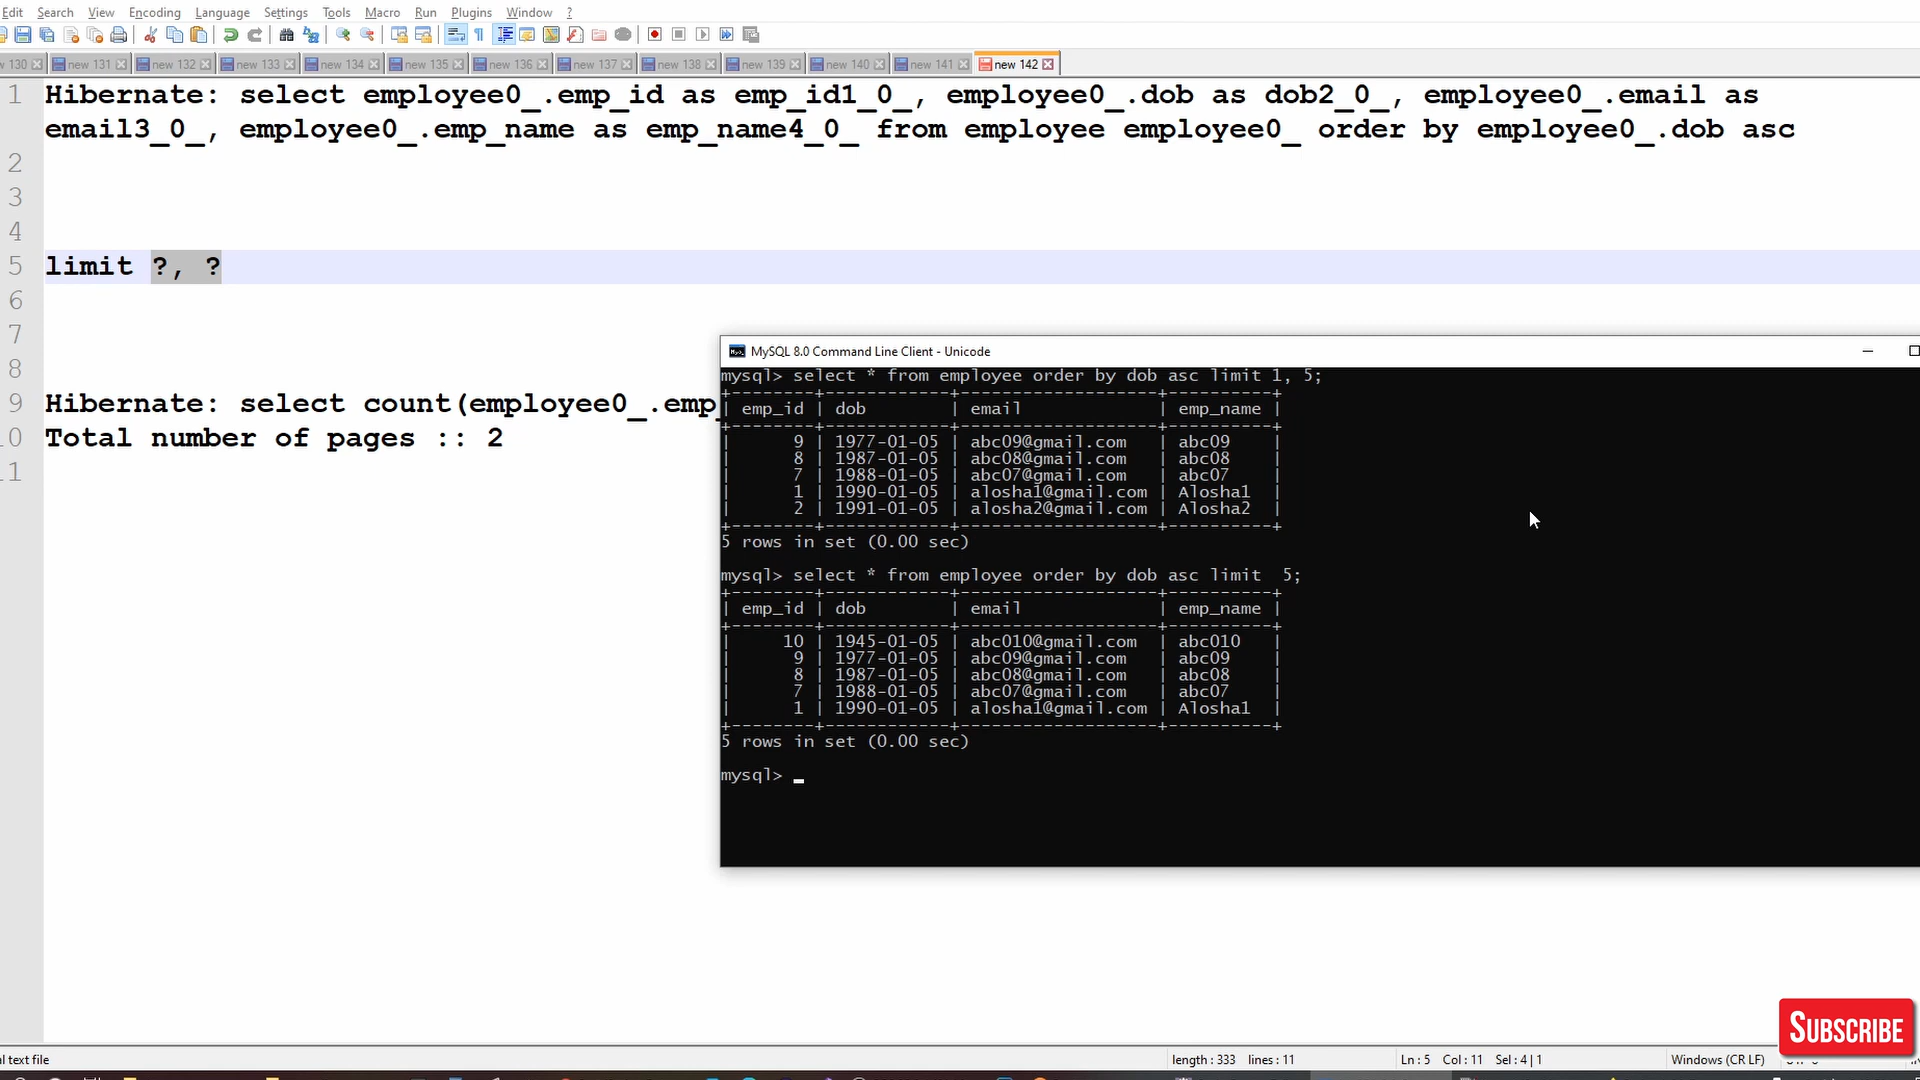 Edit Search View Encoding Language Settings Tools Macro Run Plugins Window ?
130 new 131 new 132 new 133 new 134 new 135 new 136 new 137 new 138 new 139 new 140 new 141 new 142
1 Hibernate: select employee0_.emp_id as emp_id1_0_, employee0_.dob as dob2_0_, employee0_.email as
email3_0_, employee0_.emp_name as emp_name4_0_ from employee employee0_ order by employee0_.dob asc
2
3
4
5 limit ?, ?
6
7
8
9 Hibernate: select count(employee0_.emp_
10 Total number of pages :: 2
11
MySQL 8.0 Command Line Client - Unicode
mysql> select * from employee order by dob asc limit 1, 5;
+--------+------------+--------------------+----------+
| emp_id | dob | email | emp_name |
+--------+------------+--------------------+----------+
| 9 | 1977-01-05 | abc09@gmail.com | abc09 |
| 8 | 1987-01-05 | abc08@gmail.com | abc08 |
| 7 | 1988-01-05 | abc07@gmail.com | abc07 |
| 1 | 1990-01-05 | alosha1@gmail.com | Alosha1 |
| 2 | 1991-01-05 | alosha2@gmail.com | Alosha2 |
+--------+------------+--------------------+----------+
5 rows in set (0.00 sec)
mysql> select * from employee order by dob asc limit  5;
+--------+------------+--------------------+----------+
| emp_id | dob | email | emp_name |
+--------+------------+--------------------+----------+
| 10 | 1945-01-05 | abc010@gmail.com | abc010 |
| 9 | 1977-01-05 | abc09@gmail.com | abc09 |
| 8 | 1987-01-05 | abc08@gmail.com | abc08 |
| 7 | 1988-01-05 | abc07@gmail.com | abc07 |
| 1 | 1990-01-05 | alosha1@gmail.com | Alosha1 |
+--------+------------+--------------------+----------+
5 rows in set (0.00 sec)
mysql> _
SUBSCRIBE
l text file length : 333 lines : 11 Ln : 5 Col : 11 Sel : 4 | 1 Windows (CR LF)